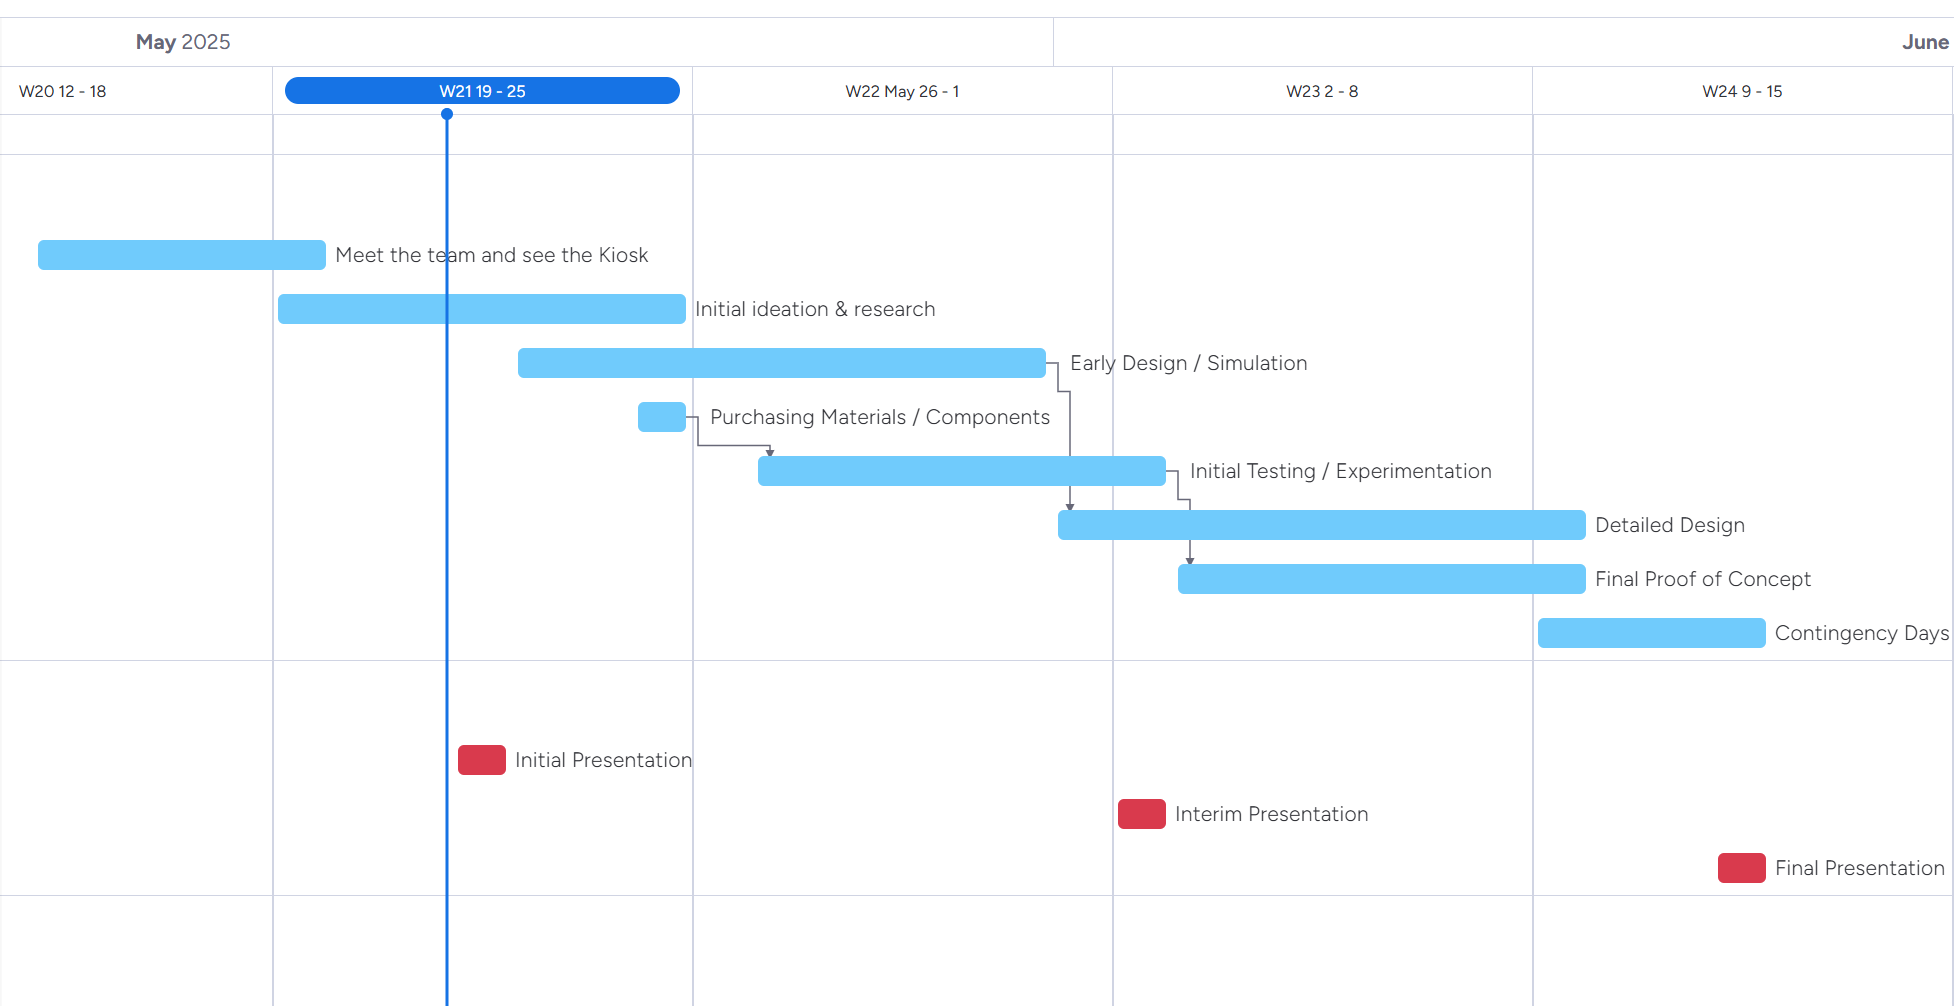 May 2025
June
W20 12 - 18
W21 19 - 25
W22 May 26 - 1
W23 2 - 8
W24 9 - 15
Meet the team and see the Kiosk
Initial ideation & research
Early Design / Simulation
Purchasing Materials / Components
Initial Testing / Experimentation
Detailed Design
Final Proof of Concept
Contingency Days
Initial Presentation
Interim Presentation
Final Presentation